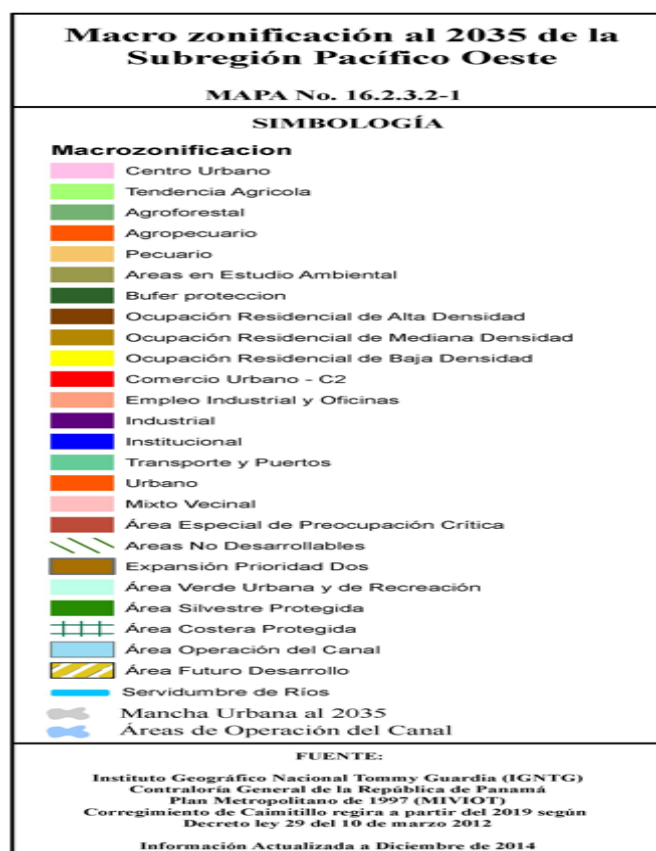 Macro zonificación al 2035 de la
Subregión Pacífico Oeste
MAPA No. 16.2.3.2-1
SIMBOLOGÍA
Macrozonificacion
Centro Urbano
Tendencia Agricola
Agroforestal
Agropecuario
Pecuario
Areas en Estudio Ambiental
Bufer proteccion
Ocupación Residencial de Alta Densidad
Ocupación Residencial de Mediana Densidad
Ocupación Residencial de Baja Densidad
Comercio Urbano - C2
Empleo Industrial y Oficinas
Industrial
Institucional
Transporte y Puertos
Urbano
Mixto Vecinal
Área Especial de Preocupación Crítica
Areas No Desarrollables
Expansión Prioridad Dos
Área Verde Urbana y de Recreación
Área Silvestre Protegida
Área Costera Protegida
Área Operación del Canal
Área Futuro Desarrollo
Servidumbre de Ríos
Mancha Urbana al 2035
Áreas de Operación del Canal
FUENTE:
Instituto Geográfico Nacional Tommy Guardia (IGNTG)
Contraloría General de la República de Panamá
Plan Metropolitano de 1997 (MIVIOT)
Corregimiento de Caimitillo regira a partir del 2019 según
Decreto ley 29 del 10 de marzo 2012
Información Actualizada a Diciembre de 2014